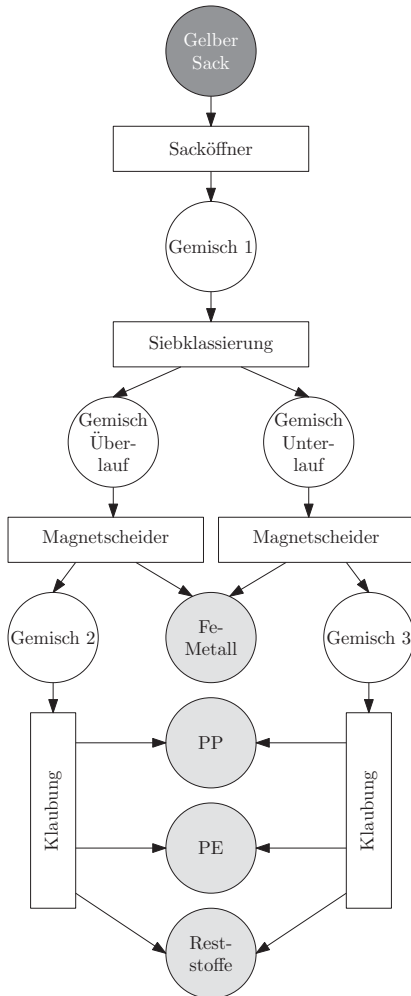 Gelber
Sack
Sacköffner
Gemisch 1
Siebklassierung
Gemisch
Über-
lauf
Gemisch
Unter-
lauf
Magnetscheider
Magnetscheider
Gemisch 2
Fe-
Metall
Gemisch 3
Klaubung
PP
PE
Rest-
stoffe
Klaubung